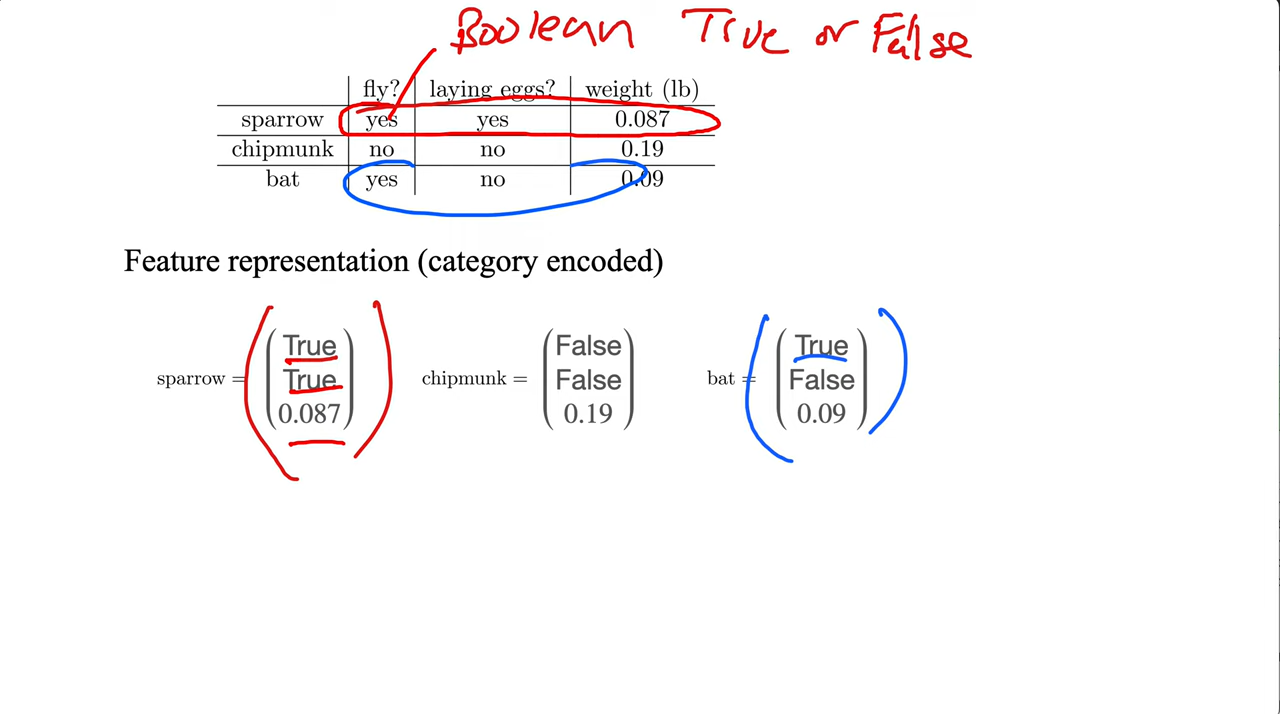 Boolean True or False
fly? laying eggs? weight (lb)
sparrow yes yes 0.087
chipmunk no no 0.19
bat yes no 0.09
Feature representation (category encoded)
sparrow = (True True 0.087) chipmunk = (False False 0.19) bat = (True False 0.09)